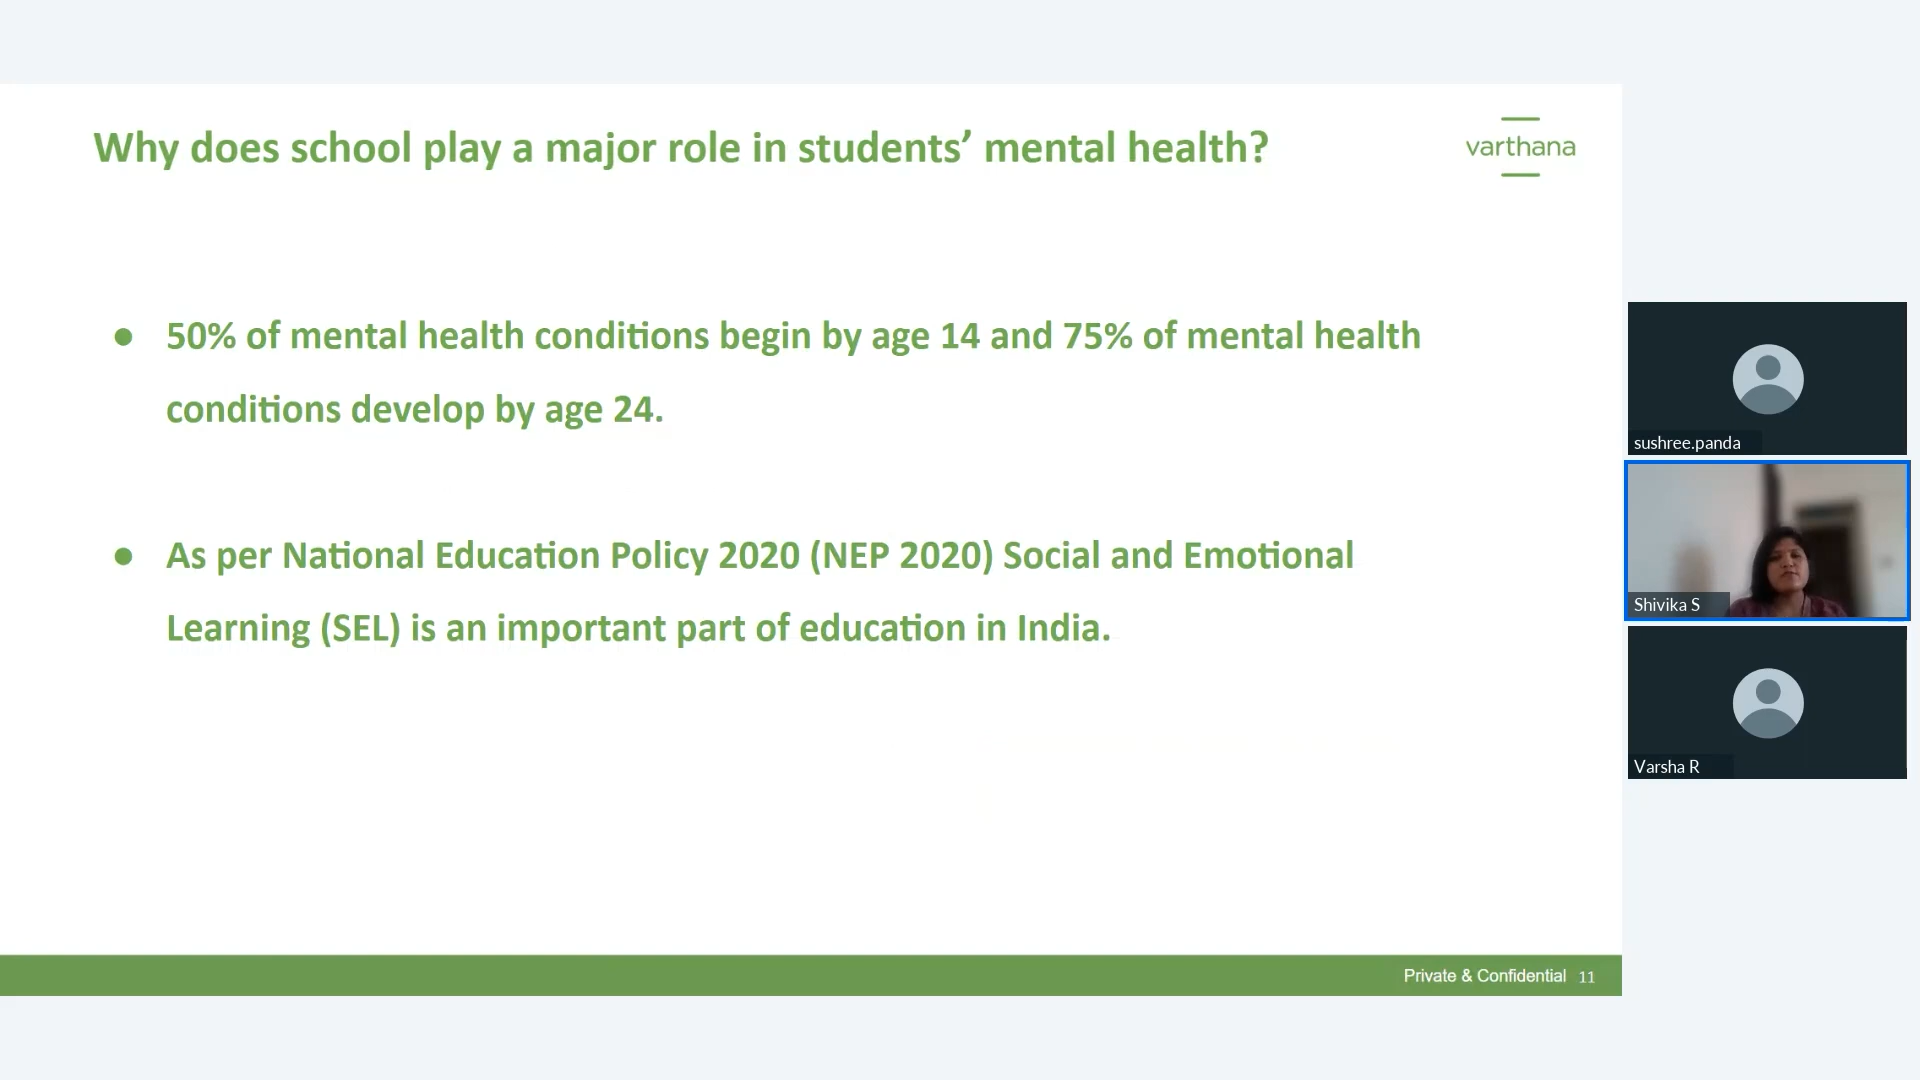 Why does school play a major role in students’ mental health?
varthana
● 50% of mental health conditions begin by age 14 and 75% of mental health
conditions develop by age 24.
● As per National Education Policy 2020 (NEP 2020) Social and Emotional
Learning (SEL) is an important part of education in India.
Private & Confidential 11
sushree.panda
Shivika S
Varsha R